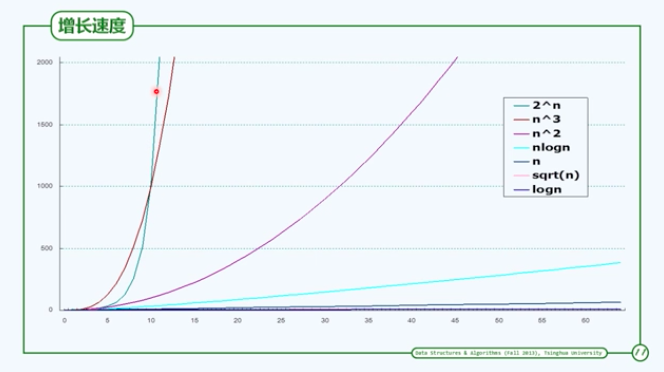 增长速度
2000
1500
1000
500
0
0 5 10 15 20 25 30 35 40 45 50 55 60
2^n
n^3
n^2
nlogn
n
sqrt(n)
logn
Data Structures & Algorithms (Fall 2013), Tsinghua University